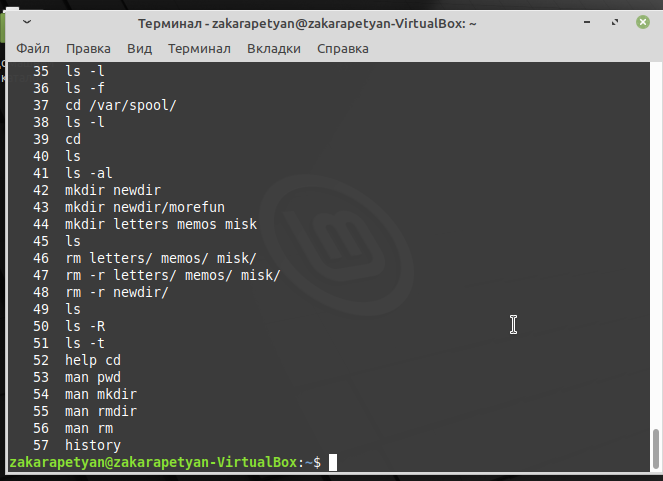 Терминал - zakarapetyan@zakarapetyan-VirtualBox: ~
Файл Правка Вид Терминал Вкладки Справка
35 ls -l
36 ls -f
37 cd /var/spool/
38 ls -l
39 cd
40 ls
41 ls -al
42 mkdir newdir
43 mkdir newdir/morefun
44 mkdir letters memos misk
45 ls
46 rm letters/ memos/ misk/
47 rm -r letters/ memos/ misk/
48 rm -r newdir/
49 ls
50 ls -R
51 ls -t
52 help cd
53 man pwd
54 man mkdir
55 man rmdir
56 man rm
57 history
zakarapetyan@zakarapetyan-VirtualBox:~$